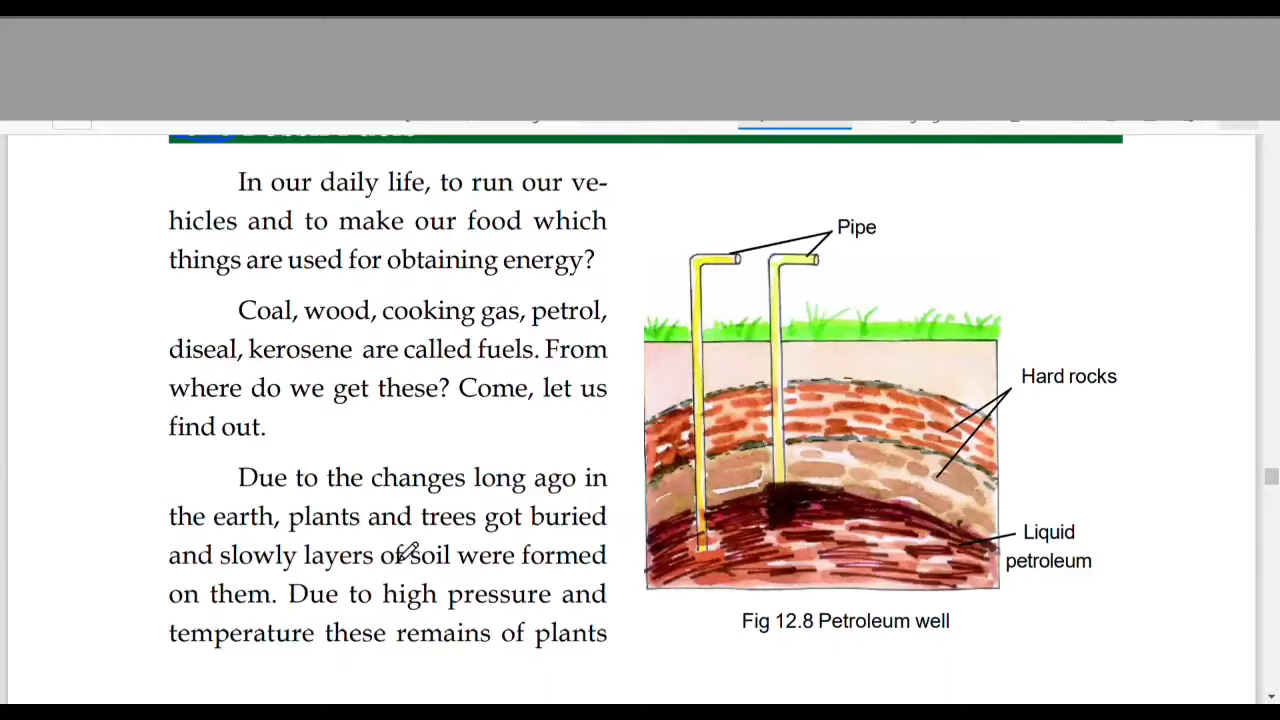 In our daily life, to run our ve-
hicles and to make our food which
things are used for obtaining energy?
Coal, wood, cooking gas, petrol,
diseal, kerosene are called fuels. From
where do we get these? Come, let us
find out.
Due to the changes long ago in
the earth, plants and trees got buried
and slowly layers of soil were formed
on them. Due to high pressure and
temperature these remains of plants
Pipe
Hard rocks
Liquid
petroleum
Fig 12.8 Petroleum well